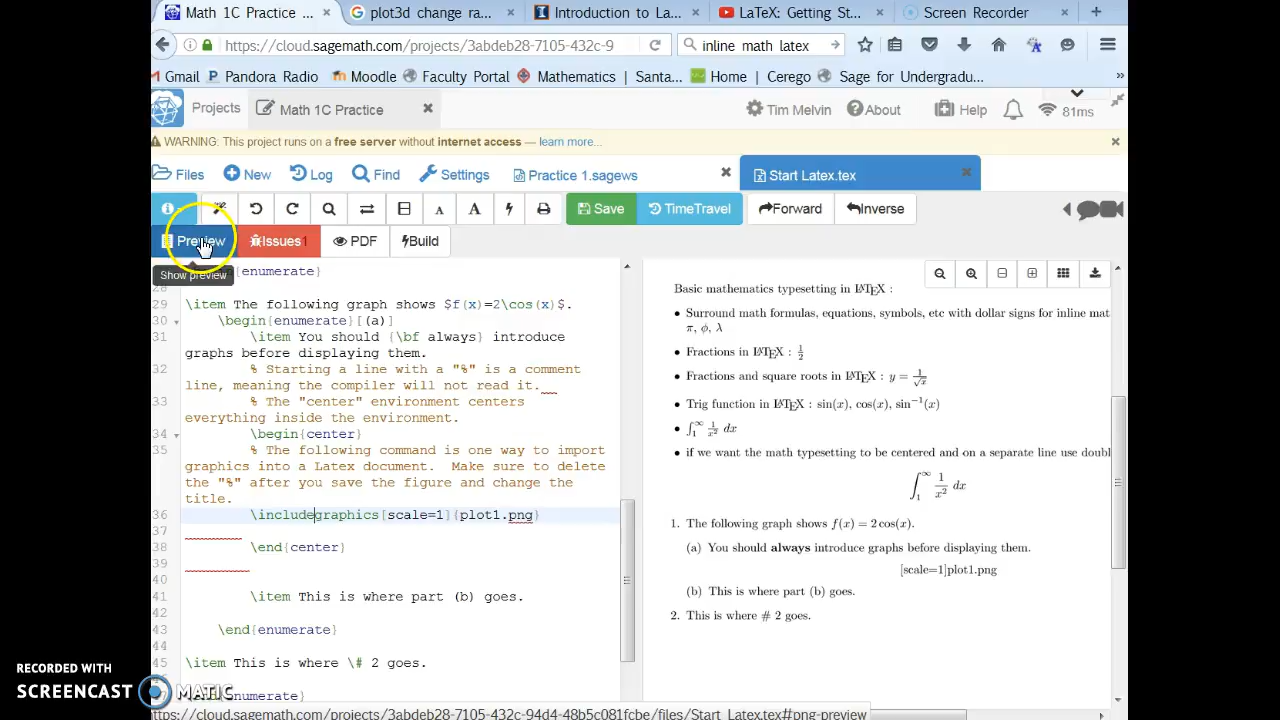 Math 1C Practice × plot3d change ra... × Introduction to La... × LaTeX: Getting St... × Screen Recorder × +
https://cloud.sagemath.com/projects/3abdeb28-7105-432c-9 inline math latex
Gmail Pandora Radio Moodle Faculty Portal Mathematics | Santa... Home Cerego Sage for Undergradu... »
Projects Math 1C Practice × Tim Melvin About Help 81ms
WARNING: This project runs on a free server without internet access — learn more... ×
Files New Log Find Settings Practice 1.sagews × Start Latex.tex ×
Save TimeTravel Forward Inverse
Preview Issues1 PDF Build
Show preview
{enumerate}
28
29 \item The following graph shows $f(x)=2\cos(x)$.
30 \begin{enumerate}[(a)]
31 \item You should {\bf always} introduce
graphs before displaying them.
32 % Starting a line with a "%" is a comment
line, meaning the compiler will not read it.
33 % The "center" environment centers
everything inside the environment.
34 \begin{center}
35 % The following command is one way to import
graphics into a Latex document. Make sure to delete
the "%" after you save the figure and change the
title.
36 \includegraphics[scale=1]{plot1.png}
37
38 \end{center}
39
40
41 \item This is where part (b) goes.
42
43 \end{enumerate}
44
45 \item This is where \# 2 goes.
{enumerate}
Basic mathematics typesetting in LATEX :
• Surround math formulas, equations, symbols, etc with dollar signs for inline mat
π, ϕ, λ
• Fractions in LATEX : 1/2
• Fractions and square roots in LATEX : y = 1/√x
• Trig function in LATEX : sin(x), cos(x), sin⁻¹(x)
• ∫₁^∞ 1/x² dx
• if we want the math typesetting to be centered and on a separate line use doubl
∫₁^∞ 1/x² dx
1. The following graph shows f(x) = 2 cos(x).
(a) You should always introduce graphs before displaying them.
[scale=1]plot1.png
(b) This is where part (b) goes.
2. This is where # 2 goes.
RECORDED WITH
SCREENCAST MATIC
https://cloud.sagemath.com/projects/3abdeb28-7105-432c-94d4-48b5c081fcbe/files/Start_Latex.tex#png-preview